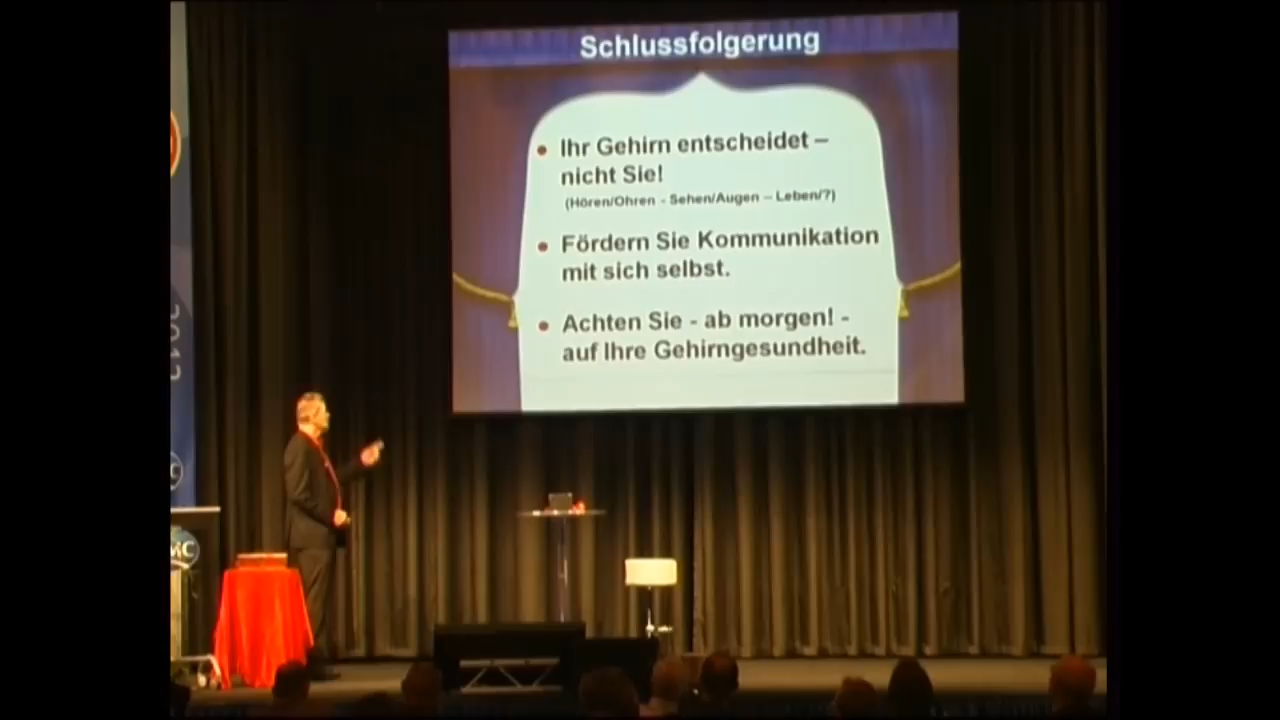 Schlussfolgerung
Ihr Gehirn entscheidet –
nicht Sie!
(Hören/Ohren - Sehen/Augen – Leben/?)
Fördern Sie Kommunikation
mit sich selbst.
Achten Sie - ab morgen! -
auf Ihre Gehirngesundheit.